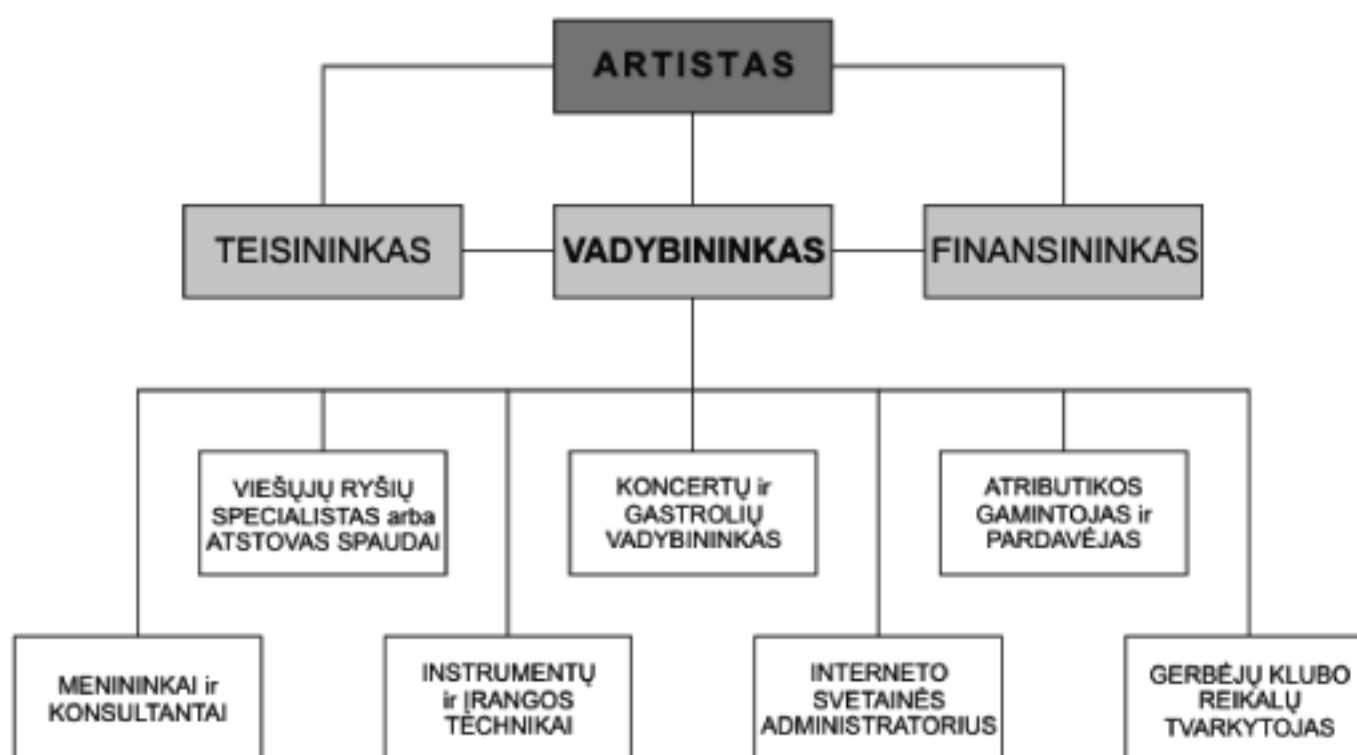 ARTISTAS
TEISININKAS
VADYBININKAS
FINANSININKAS
VIEŠŲJŲ RYŠIŲ
SPECIALISTAS arba
ATSTOVAS SPAUDAI
KONCERTŲ ir
GASTROLIŲ
VADYBININKAS
ATRIBUTIKOS
GAMINTOJAS ir
PARDAVĖJAS
MENININKAI ir
KONSULTANTAI
INSTRUMENTŲ
ir ĮRANGOS
TECHNIKAI
INTERNETO
SVETAINĖS
ADMINISTRATORIUS
GERBĖJŲ KLUBO
REIKALŲ
TVARKYTOJAS